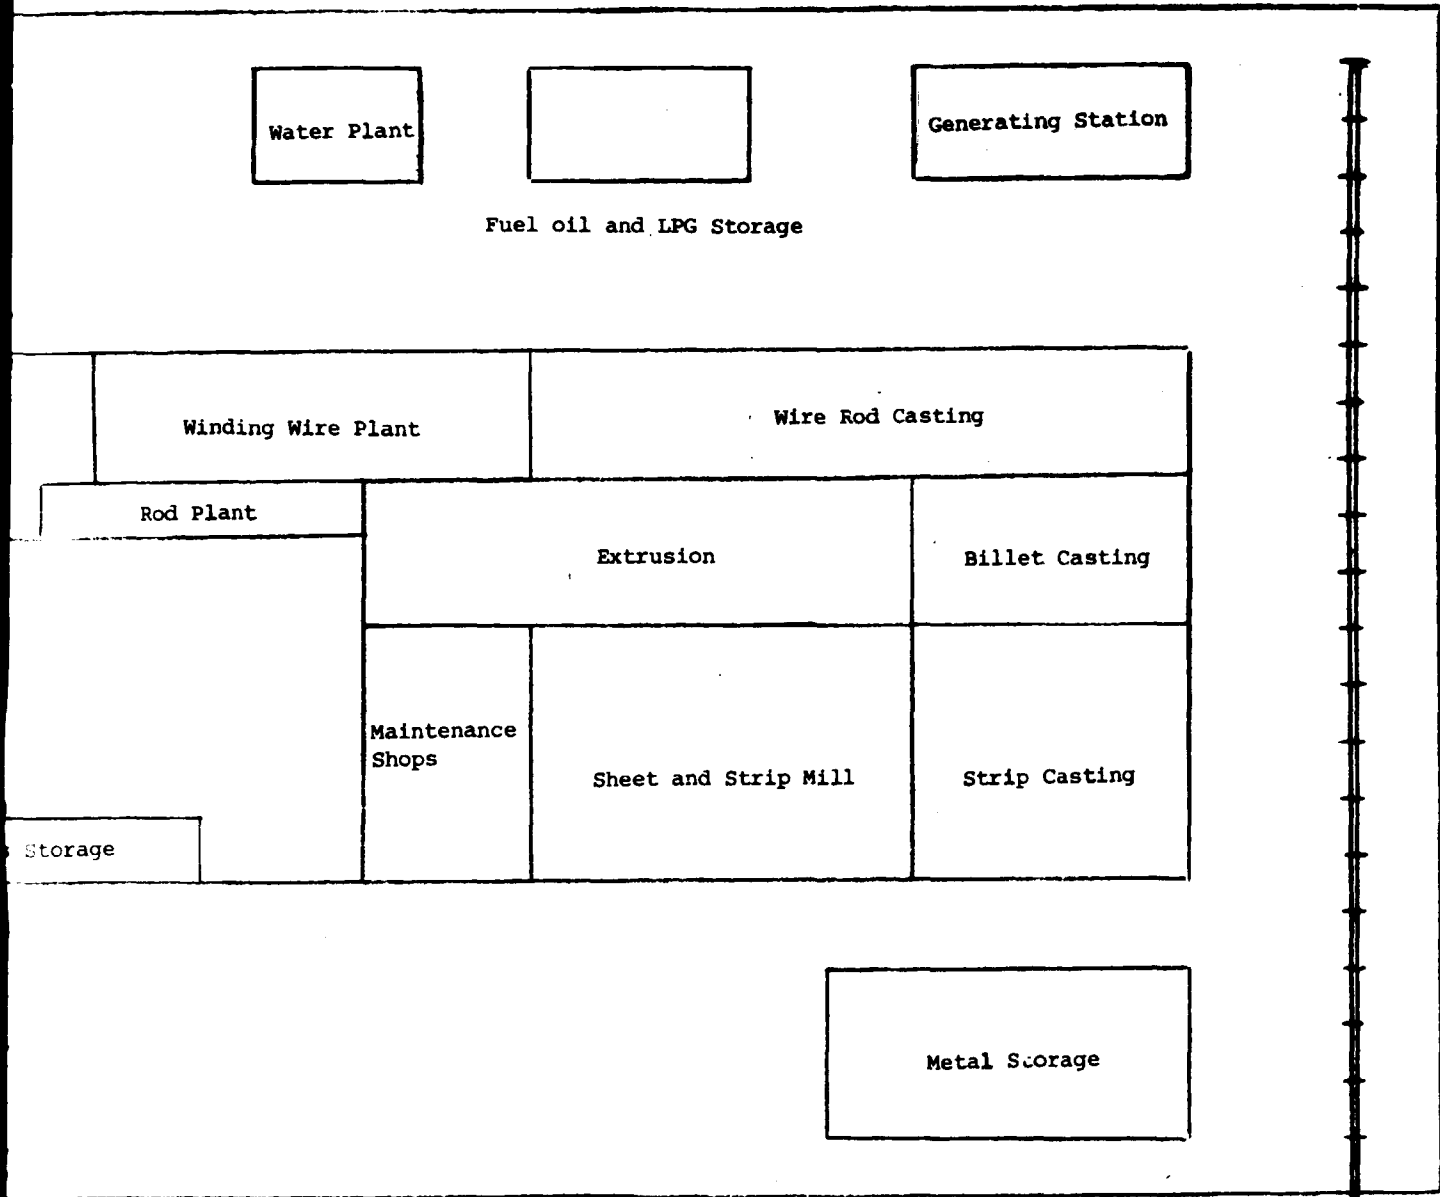 Water Plant
Generating Station
Fuel oil and LPG Storage
Winding Wire Plant
Wire Rod Casting
Rod Plant
Extrusion
Billet Casting
Maintenance
Shops
Sheet and Strip Mill
Strip Casting
Storage
Metal Storage